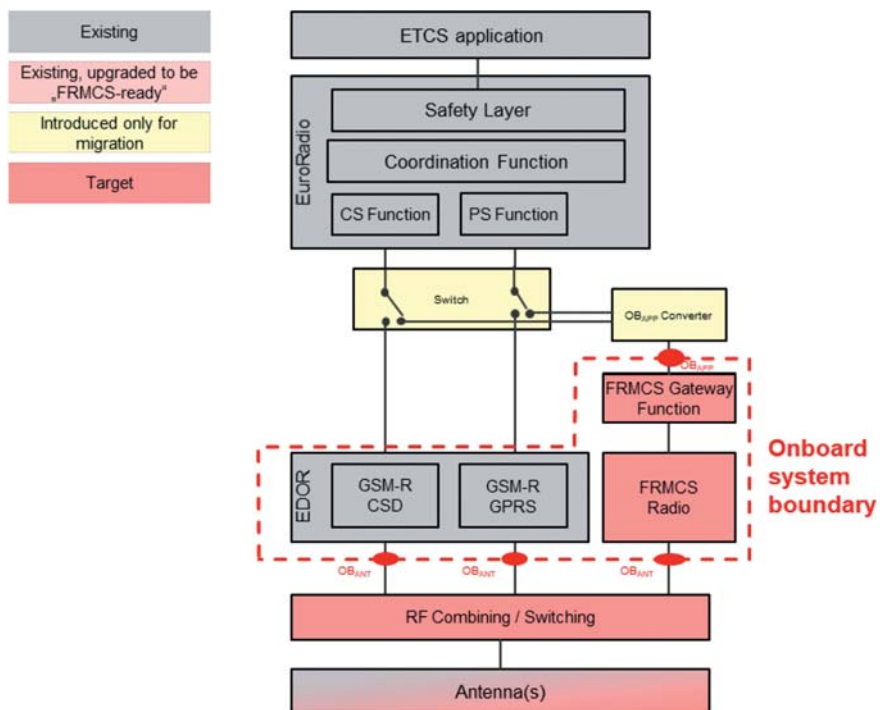 Existing
Existing, upgraded to be
„FRMCS-ready“
Introduced only for
migration
Target
ETCS application
EuroRadio
Safety Layer
Coordination Function
CS Function
PS Function
Switch
OBAPP Converter
OBAPP
FRMCS Gateway
Function
Onboard
system
boundary
EDOR
GSM-R
CSD
GSM-R
GPRS
FRMCS
Radio
OBANT
OBANT
OBANT
RF Combining / Switching
Antenna(s)